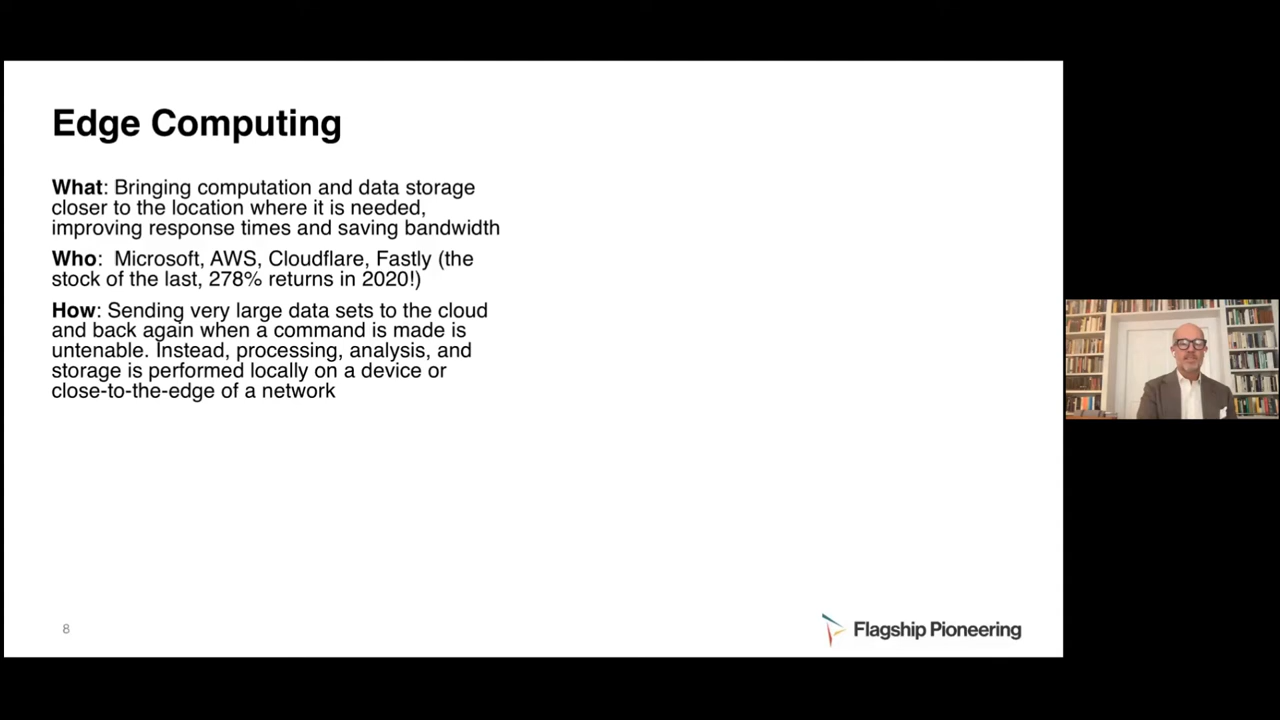 Edge Computing
What: Bringing computation and data storage
closer to the location where it is needed,
improving response times and saving bandwidth
Who:  Microsoft, AWS, Cloudflare, Fastly (the
stock of the last, 278% returns in 2020!)
How: Sending very large data sets to the cloud
and back again when a command is made is
untenable. Instead, processing, analysis, and
storage is performed locally on a device or
close-to-the-edge of a network
8
Flagship Pioneering